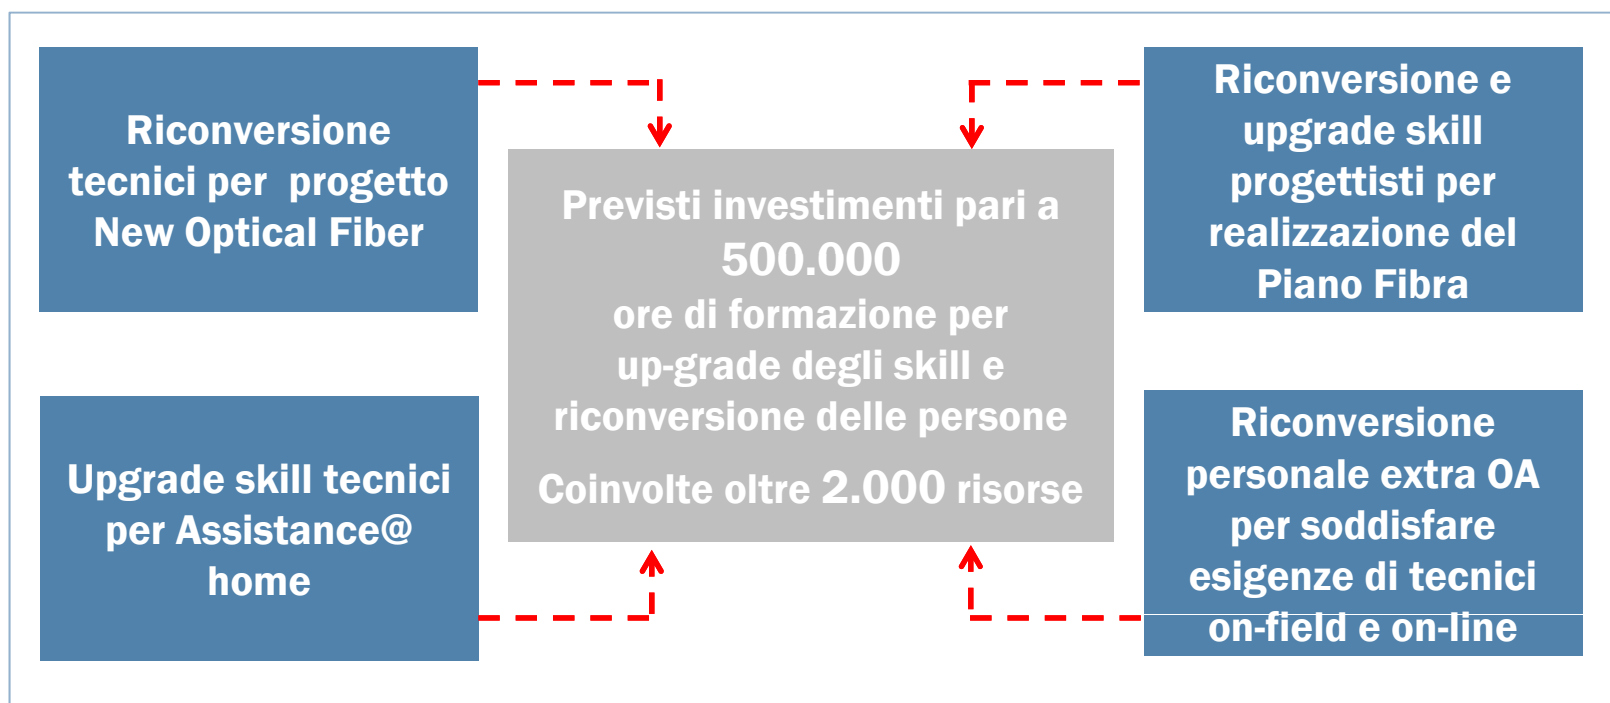 Riconversione
tecnici per progetto
New Optical Fiber
Previsti investimenti pari a
500.000
ore di formazione per
up-grade degli skill e
riconversione delle persone
Coinvolte oltre 2.000 risorse
Riconversione e
upgrade skill
progettisti per
realizzazione del
Piano Fibra
Upgrade skill tecnici
per Assistance@
home
Riconversione
personale extra OA
per soddisfare
esigenze di tecnici
on-field e on-line